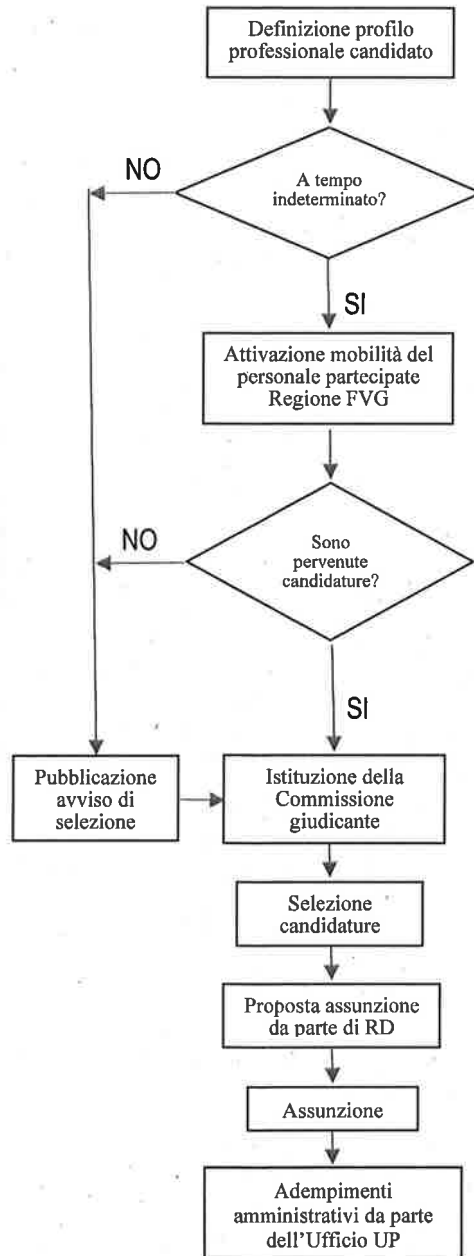 Definizione profilo
professionale candidato
NO
A tempo
indeterminato?
SI
Attivazione mobilità del
personale partecipate
Regione FVG
NO
Sono
pervenute
candidature?
SI
Pubblicazione
avviso di
selezione
Istituzione della
Commissione
giudicante
Selezione
candidature
Proposta assunzione
da parte di RD
Assunzione
Adempimenti
amministrativi da parte
dell'Ufficio UP